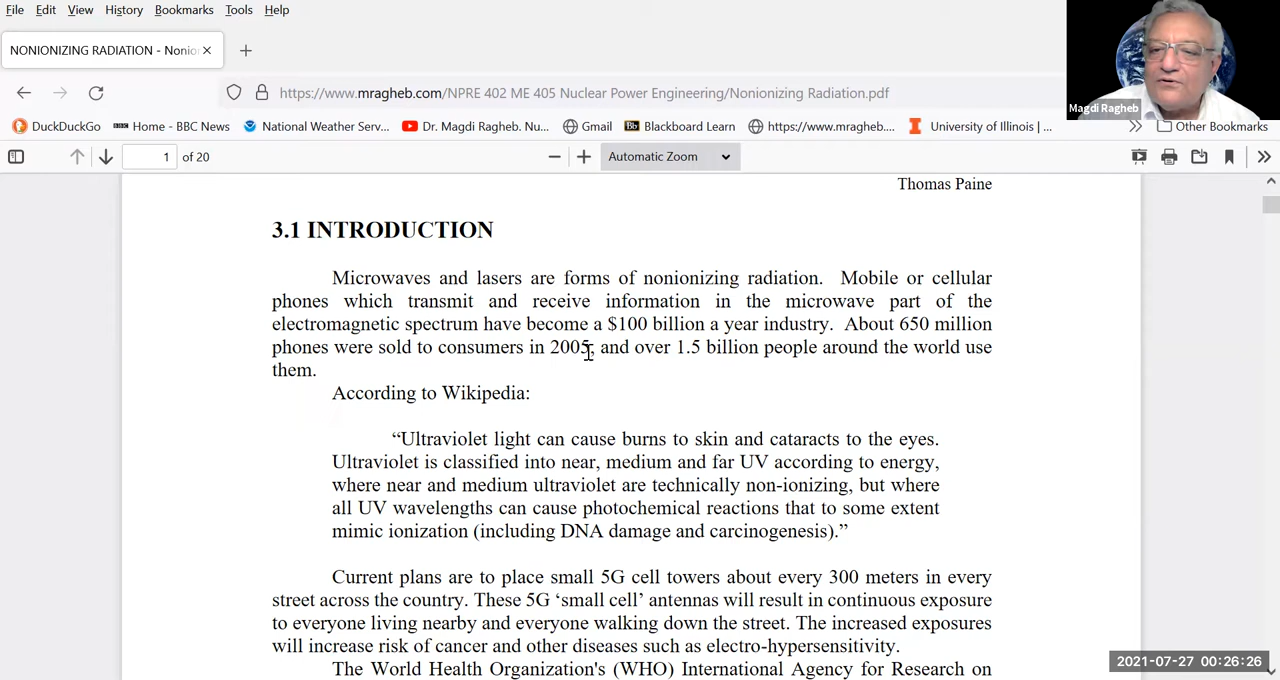 File Edit View History Bookmarks Tools Help
NONIONIZING RADIATION - Nonio
https://www.mragheb.com/NPRE 402 ME 405 Nuclear Power Engineering/Nonionizing Radiation.pdf
Magdi Ragheb
DuckDuckGo BBC Home - BBC News National Weather Serv... Dr. Magdi Ragheb. Nu... Gmail Bb Blackboard Learn https://www.mragheb.... I University of Illinois |... Other Bookmarks
1 of 20 Automatic Zoom
Thomas Paine
3.1 INTRODUCTION
Microwaves and lasers are forms of nonionizing radiation. Mobile or cellular
phones which transmit and receive information in the microwave part of the
electromagnetic spectrum have become a $100 billion a year industry. About 650 million
phones were sold to consumers in 2005, and over 1.5 billion people around the world use
them.
According to Wikipedia:
“Ultraviolet light can cause burns to skin and cataracts to the eyes.
Ultraviolet is classified into near, medium and far UV according to energy,
where near and medium ultraviolet are technically non-ionizing, but where
all UV wavelengths can cause photochemical reactions that to some extent
mimic ionization (including DNA damage and carcinogenesis).”
Current plans are to place small 5G cell towers about every 300 meters in every
street across the country. These 5G ‘small cell’ antennas will result in continuous exposure
to everyone living nearby and everyone walking down the street. The increased exposures
will increase risk of cancer and other diseases such as electro-hypersensitivity.
The World Health Organization's (WHO) International Agency for Research on
2021-07-27 00:26:26